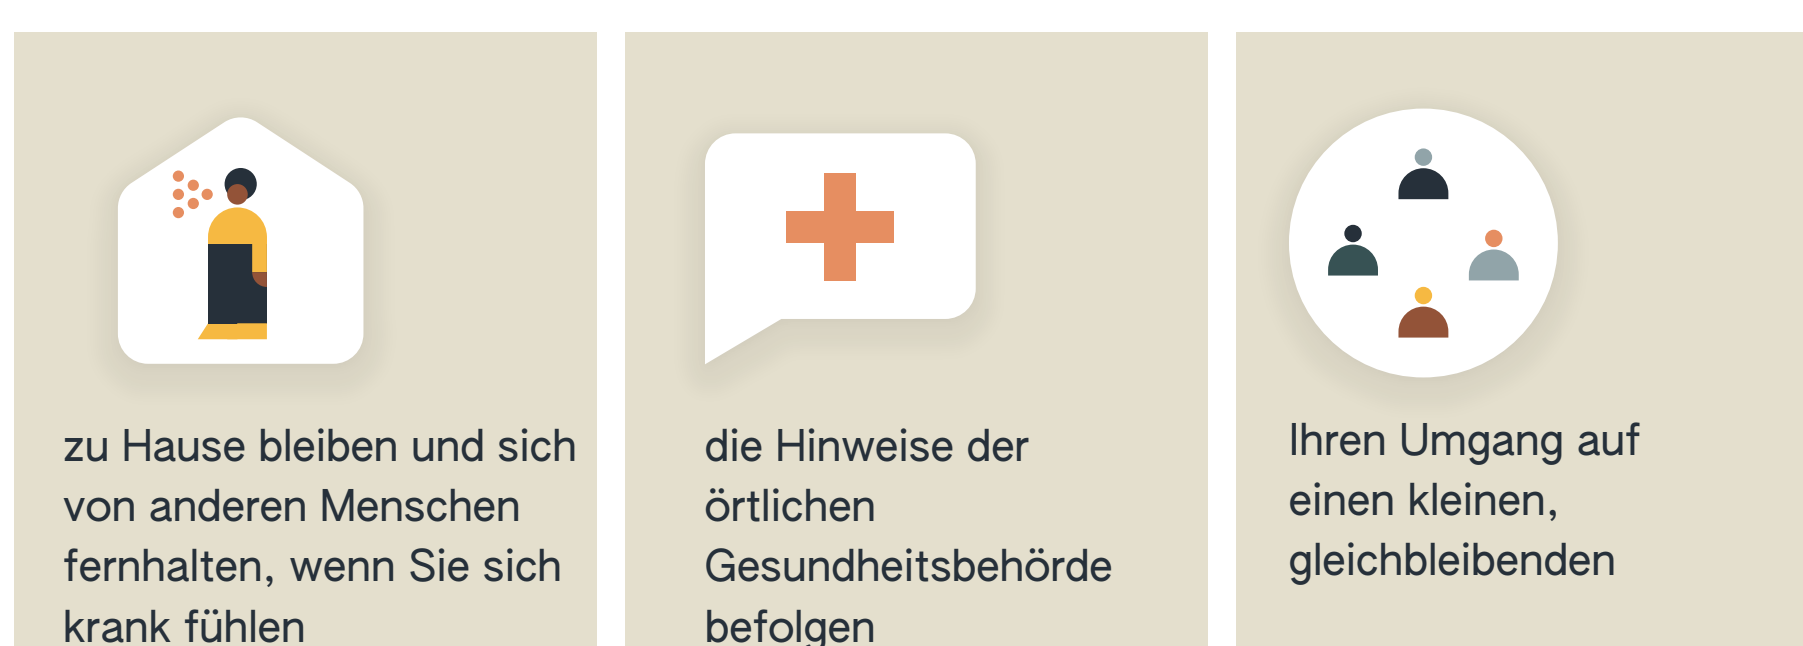 zu Hause bleiben und sich
von anderen Menschen
fernhalten, wenn Sie sich
krank fühlen
die Hinweise der
örtlichen
Gesundheitsbehörde
befolgen
Ihren Umgang auf
einen kleinen,
gleichbleibenden